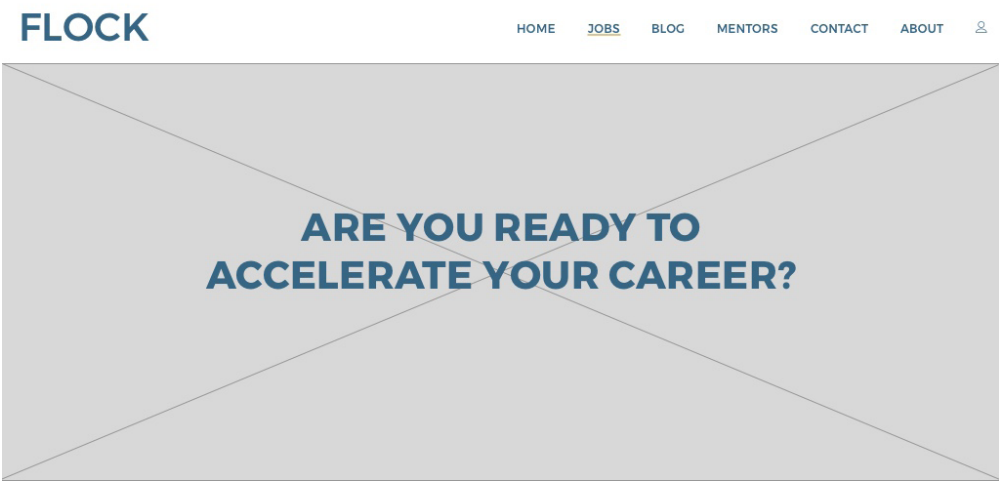 FLOCK
HOME JOBS BLOG MENTORS CONTACT ABOUT
ARE YOU READY TO
ACCELERATE YOUR CAREER?